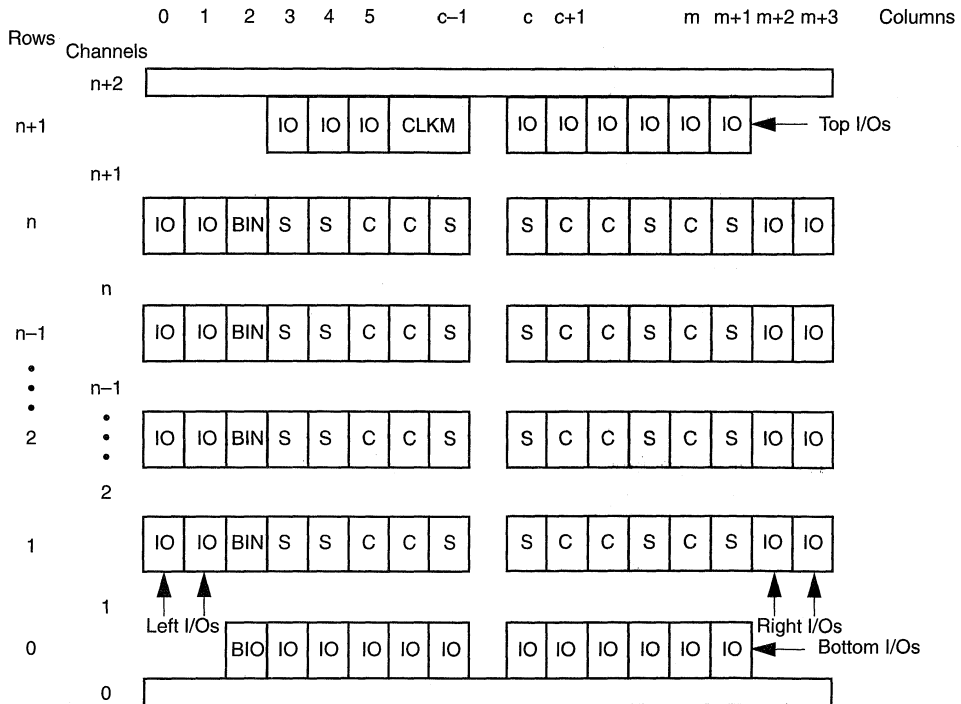 0 1 2 3 4 5 c–1 c c+1 m m+1 m+2 m+3 Columns
Rows
Channels
n+2
n+1 IO IO IO CLKM IO IO IO IO IO IO Top I/Os
n+1
n IO IO BIN S S C C S S C C S C S IO IO
n
n–1 IO IO BIN S S C C S S C C S C S IO IO
n–1
2 IO IO BIN S S C C S S C C S C S IO IO
2
1 IO IO BIN S S C C S S C C S C S IO IO
1
Left I/Os Right I/Os
0 BIO IO IO IO IO IO IO IO IO IO IO IO Bottom I/Os
0